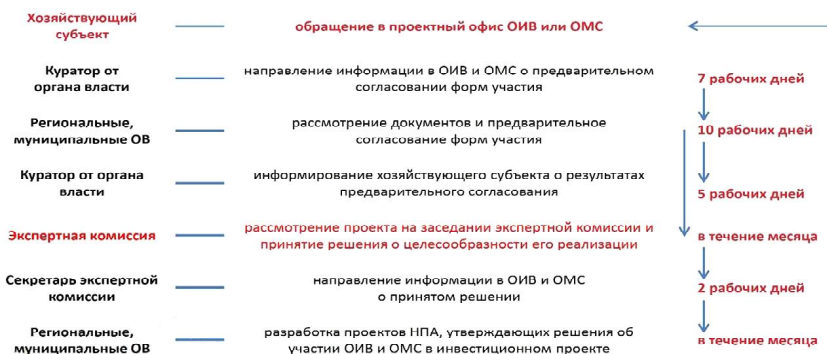 Хозяйствующий
субъект
обращение в проектный офис ОИВ или ОМС
Куратор от
органа власти
направление информации в ОИВ и ОМС о предварительном
согласовании форм участия
7 рабочих дней
Региональные,
муниципальные ОВ
рассмотрение документов и предварительное
согласование форм участия
10 рабочих дней
Куратор от органа
власти
информирование хозяйствующего субъекта о результатах
предварительного согласования
5 рабочих дней
Экспертная комиссия
рассмотрение проекта на заседании экспертной комиссии и
принятие решения о целесообразности его реализации
в течение месяца
Секретарь экспертной
комиссии
направление информации в ОИВ и ОМС
о принятом решении
2 рабочих дней
Региональные,
муниципальные ОВ
разработка проектов НПА, утверждающих решения об
участии ОИВ и ОМС в инвестиционном проекте
в течение месяца